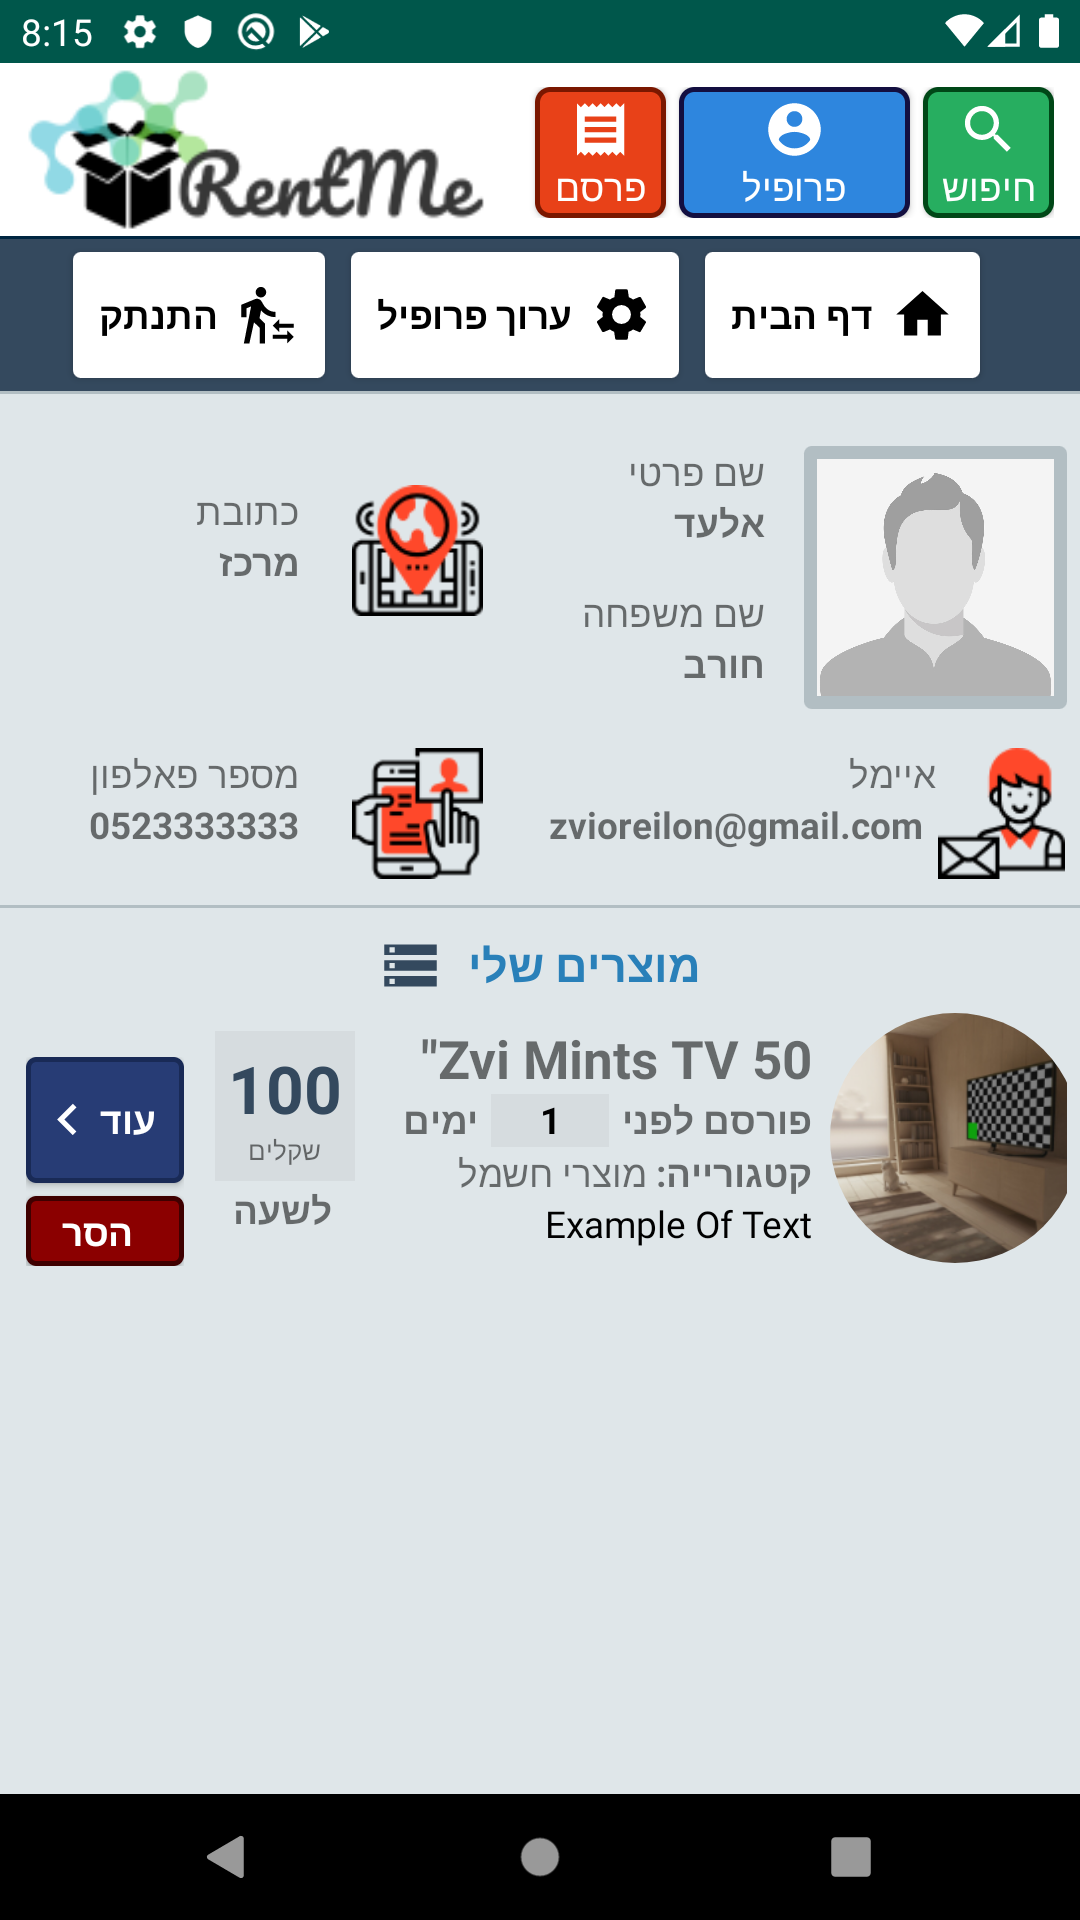 8:15
RentMe
חיפוש
פרופיל
פרסם
דף הבית
ערוך פרופיל
התנתק
שם פרטי
אלעד
שם משפחה
חורב
כתובת
מרכז
איימל
zvioreilon@gmail.com
מספר פאלפון
0523333333
מוצרים שלי
Zvi Mints TV 50"
פורסם לפני 1 ימים
קטגורייה: מוצרי חשמל
Example Of Text
100
שקלים
לשעה
עוד
הסר